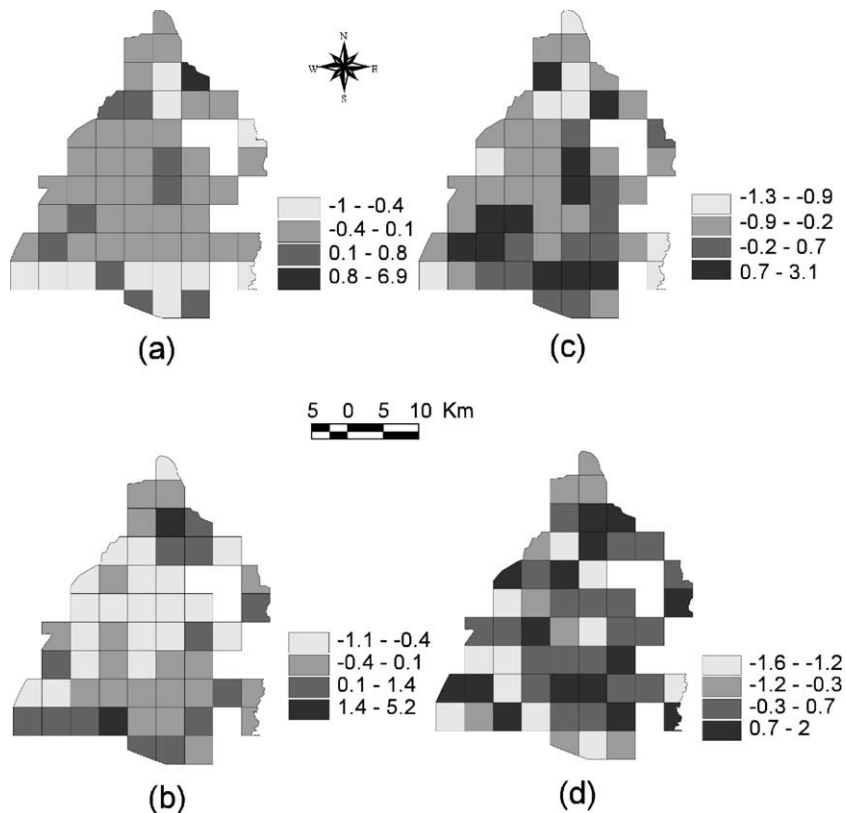 N
W E
S
-1 - -0.4
-0.4 - 0.1
0.1 - 0.8
0.8 - 6.9
-1.3 - -0.9
-0.9 - -0.2
-0.2 - 0.7
0.7 - 3.1
(a)
(c)
5 0 5 10 Km
-1.1 - -0.4
-0.4 - 0.1
0.1 - 1.4
1.4 - 5.2
-1.6 - -1.2
-1.2 - -0.3
-0.3 - 0.7
0.7 - 2
(b)
(d)